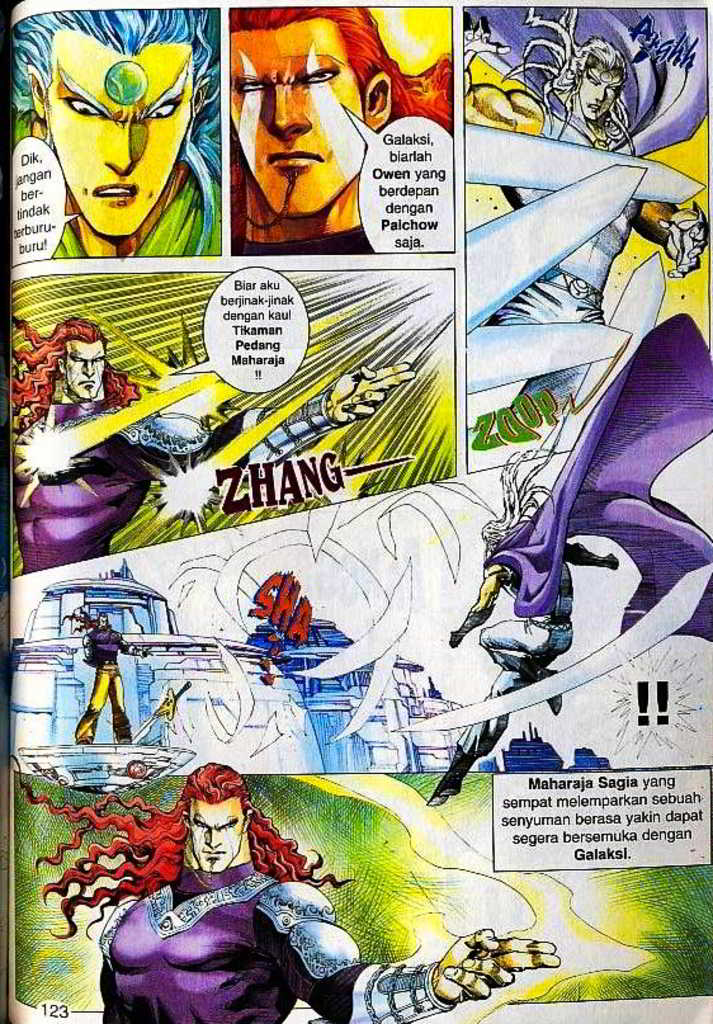 Dik,
jangan
ber-
tindak
terburu-
buru!
Galaksi,
biarlah
Owen yang
berdepan
dengan
Palchow
saja.
Arghh
Biar aku
berjinak-jinak
dengan kau!
Tikaman
Pedang
Maharaja
!!
ZHANG
ZOOP
SHA
!!
Maharaja Sagia yang
sempat melemparkan sebuah
senyuman berasa yakin dapat
segera bersemuka dengan
Galaksi.
123